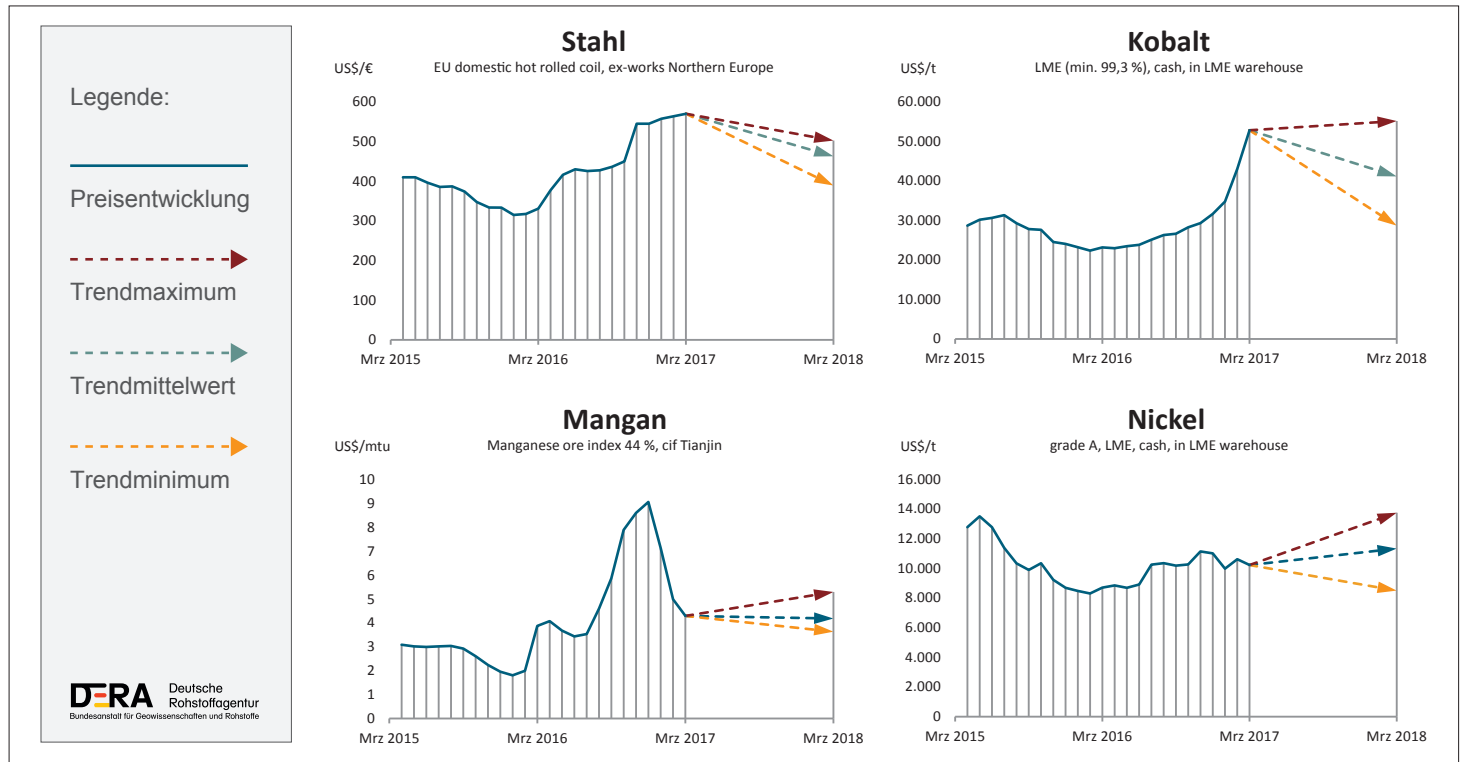 Legende:
Preisentwicklung
Trendmaximum
Trendmittelwert
Trendminimum
DERA Deutsche
Rohstoffagentur
Bundesanstalt für Geowissenschaften und Rohstoffe
Stahl
US$/€ EU domestic hot rolled coil, ex-works Northern Europe
600
500
400
300
200
100
0
Mrz 2015 Mrz 2016 Mrz 2017 Mrz 2018
Kobalt
US$/t LME (min. 99,3 %), cash, in LME warehouse
60.000
50.000
40.000
30.000
20.000
10.000
0
Mrz 2015 Mrz 2016 Mrz 2017 Mrz 2018
Mangan
US$/mtu Manganese ore index 44 %, cif Tianjin
10
9
8
7
6
5
4
3
2
1
0
Mrz 2015 Mrz 2016 Mrz 2017 Mrz 2018
Nickel
US$/t grade A, LME, cash, in LME warehouse
16.000
14.000
12.000
10.000
8.000
6.000
4.000
2.000
0
Mrz 2015 Mrz 2016 Mrz 2017 Mrz 2018